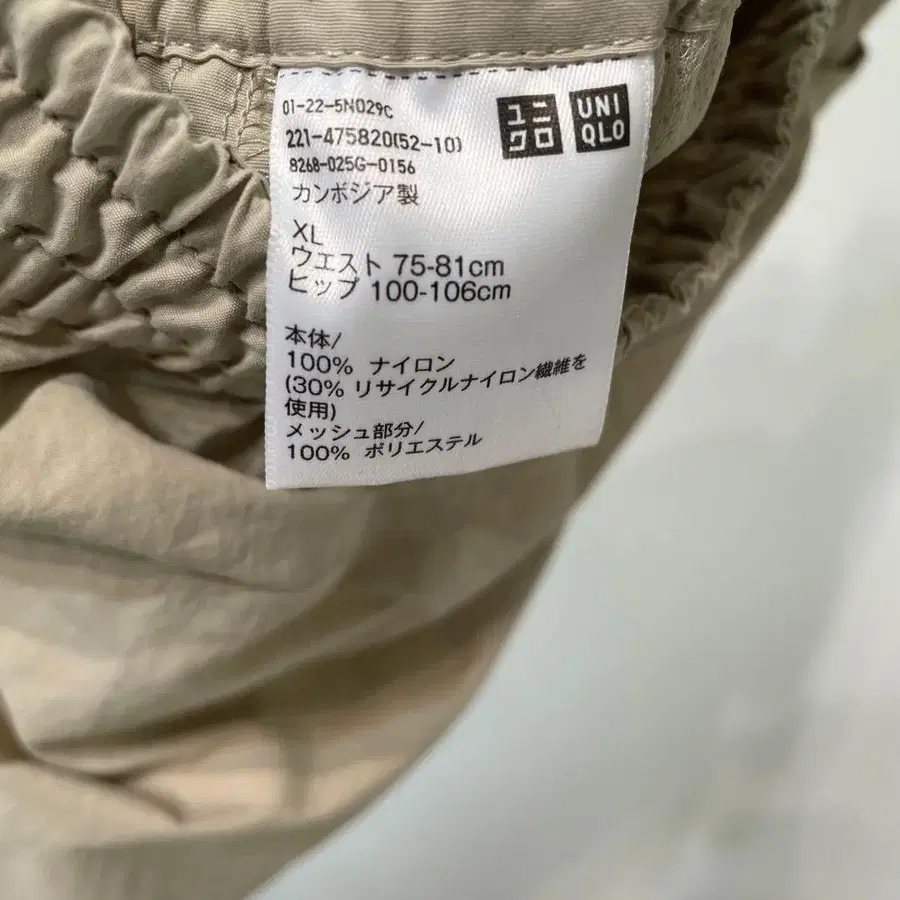 01-22-5N029C
221-475820(52-10)
8268-025G-0156
カンボジア製
ユニ
クロ
UNI
QLO
XL
ウエスト 75-81cm
ヒップ 100-106cm
本体/
100% ナイロン
(30% リサイクルナイロン繊維を
使用)
メッシュ部分/
100% ポリエステル